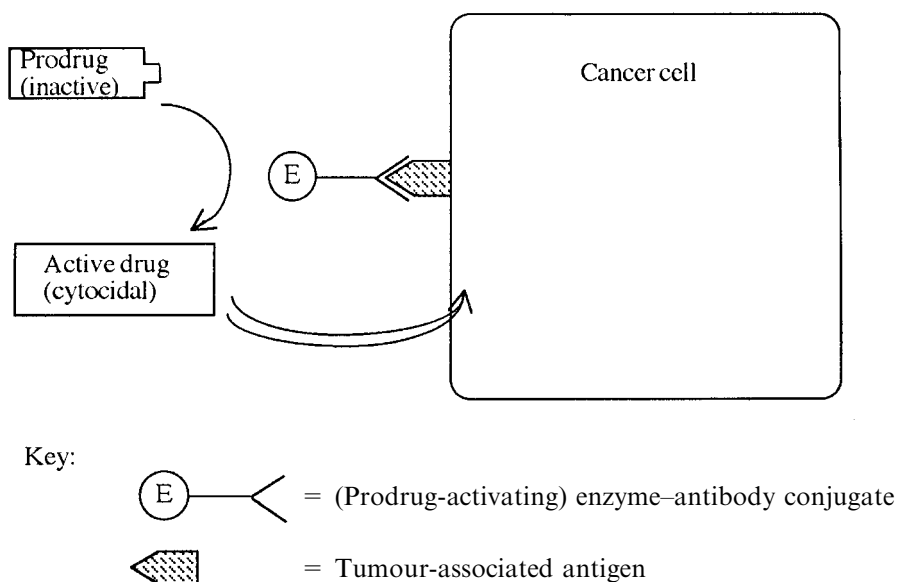 Prodrug
(inactive)
Cancer cell
E
Active drug
(cytocidal)
Key:
E = (Prodrug-activating) enzyme–antibody conjugate
= Tumour-associated antigen